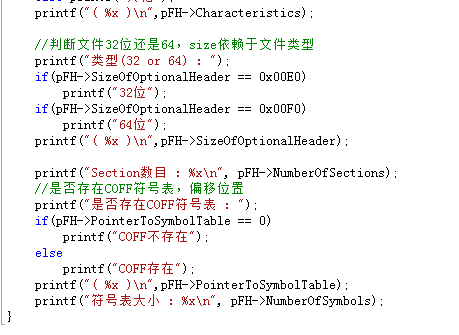 printf("( %x )\n",pFH->Characteristics);
//判断文件32位还是64，size依赖于文件类型
printf("类型(32 or 64) : ");
if(pFH->SizeOfOptionalHeader == 0x00E0)
printf("32位");
if(pFH->SizeOfOptionalHeader == 0x00F0)
printf("64位");
printf("( %x )\n",pFH->SizeOfOptionalHeader);
printf("Section数目 : %x\n", pFH->NumberOfSections);
//是否存在COFF符号表，偏移位置
printf("是否存在COFF符号表 : ");
if(pFH->PointerToSymbolTable == 0)
printf("COFF不存在");
else
printf("COFF存在");
printf("( %x )\n",pFH->PointerToSymbolTable);
printf("符号表大小 : %x\n", pFH->NumberOfSymbols);
}